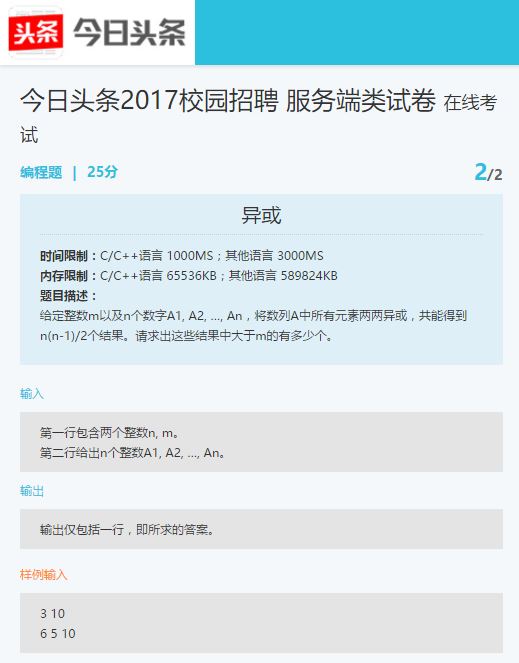 头条 今日头条
今日头条2017校园招聘 服务端类试卷 在线考
试
编程题 | 25分 2/2
异或
时间限制：C/C++语言 1000MS；其他语言 3000MS
内存限制：C/C++语言 65536KB；其他语言 589824KB
题目描述：
给定整数m以及n个数字A1, A2, ..., An，将数列A中所有元素两两异或，共能得到
n(n-1)/2个结果。请求出这些结果中大于m的有多少个。
输入
第一行包含两个整数n, m。
第二行给出n个整数A1, A2, ..., An。
输出
输出仅包括一行，即所求的答案。
样例输入
3 10
6 5 10